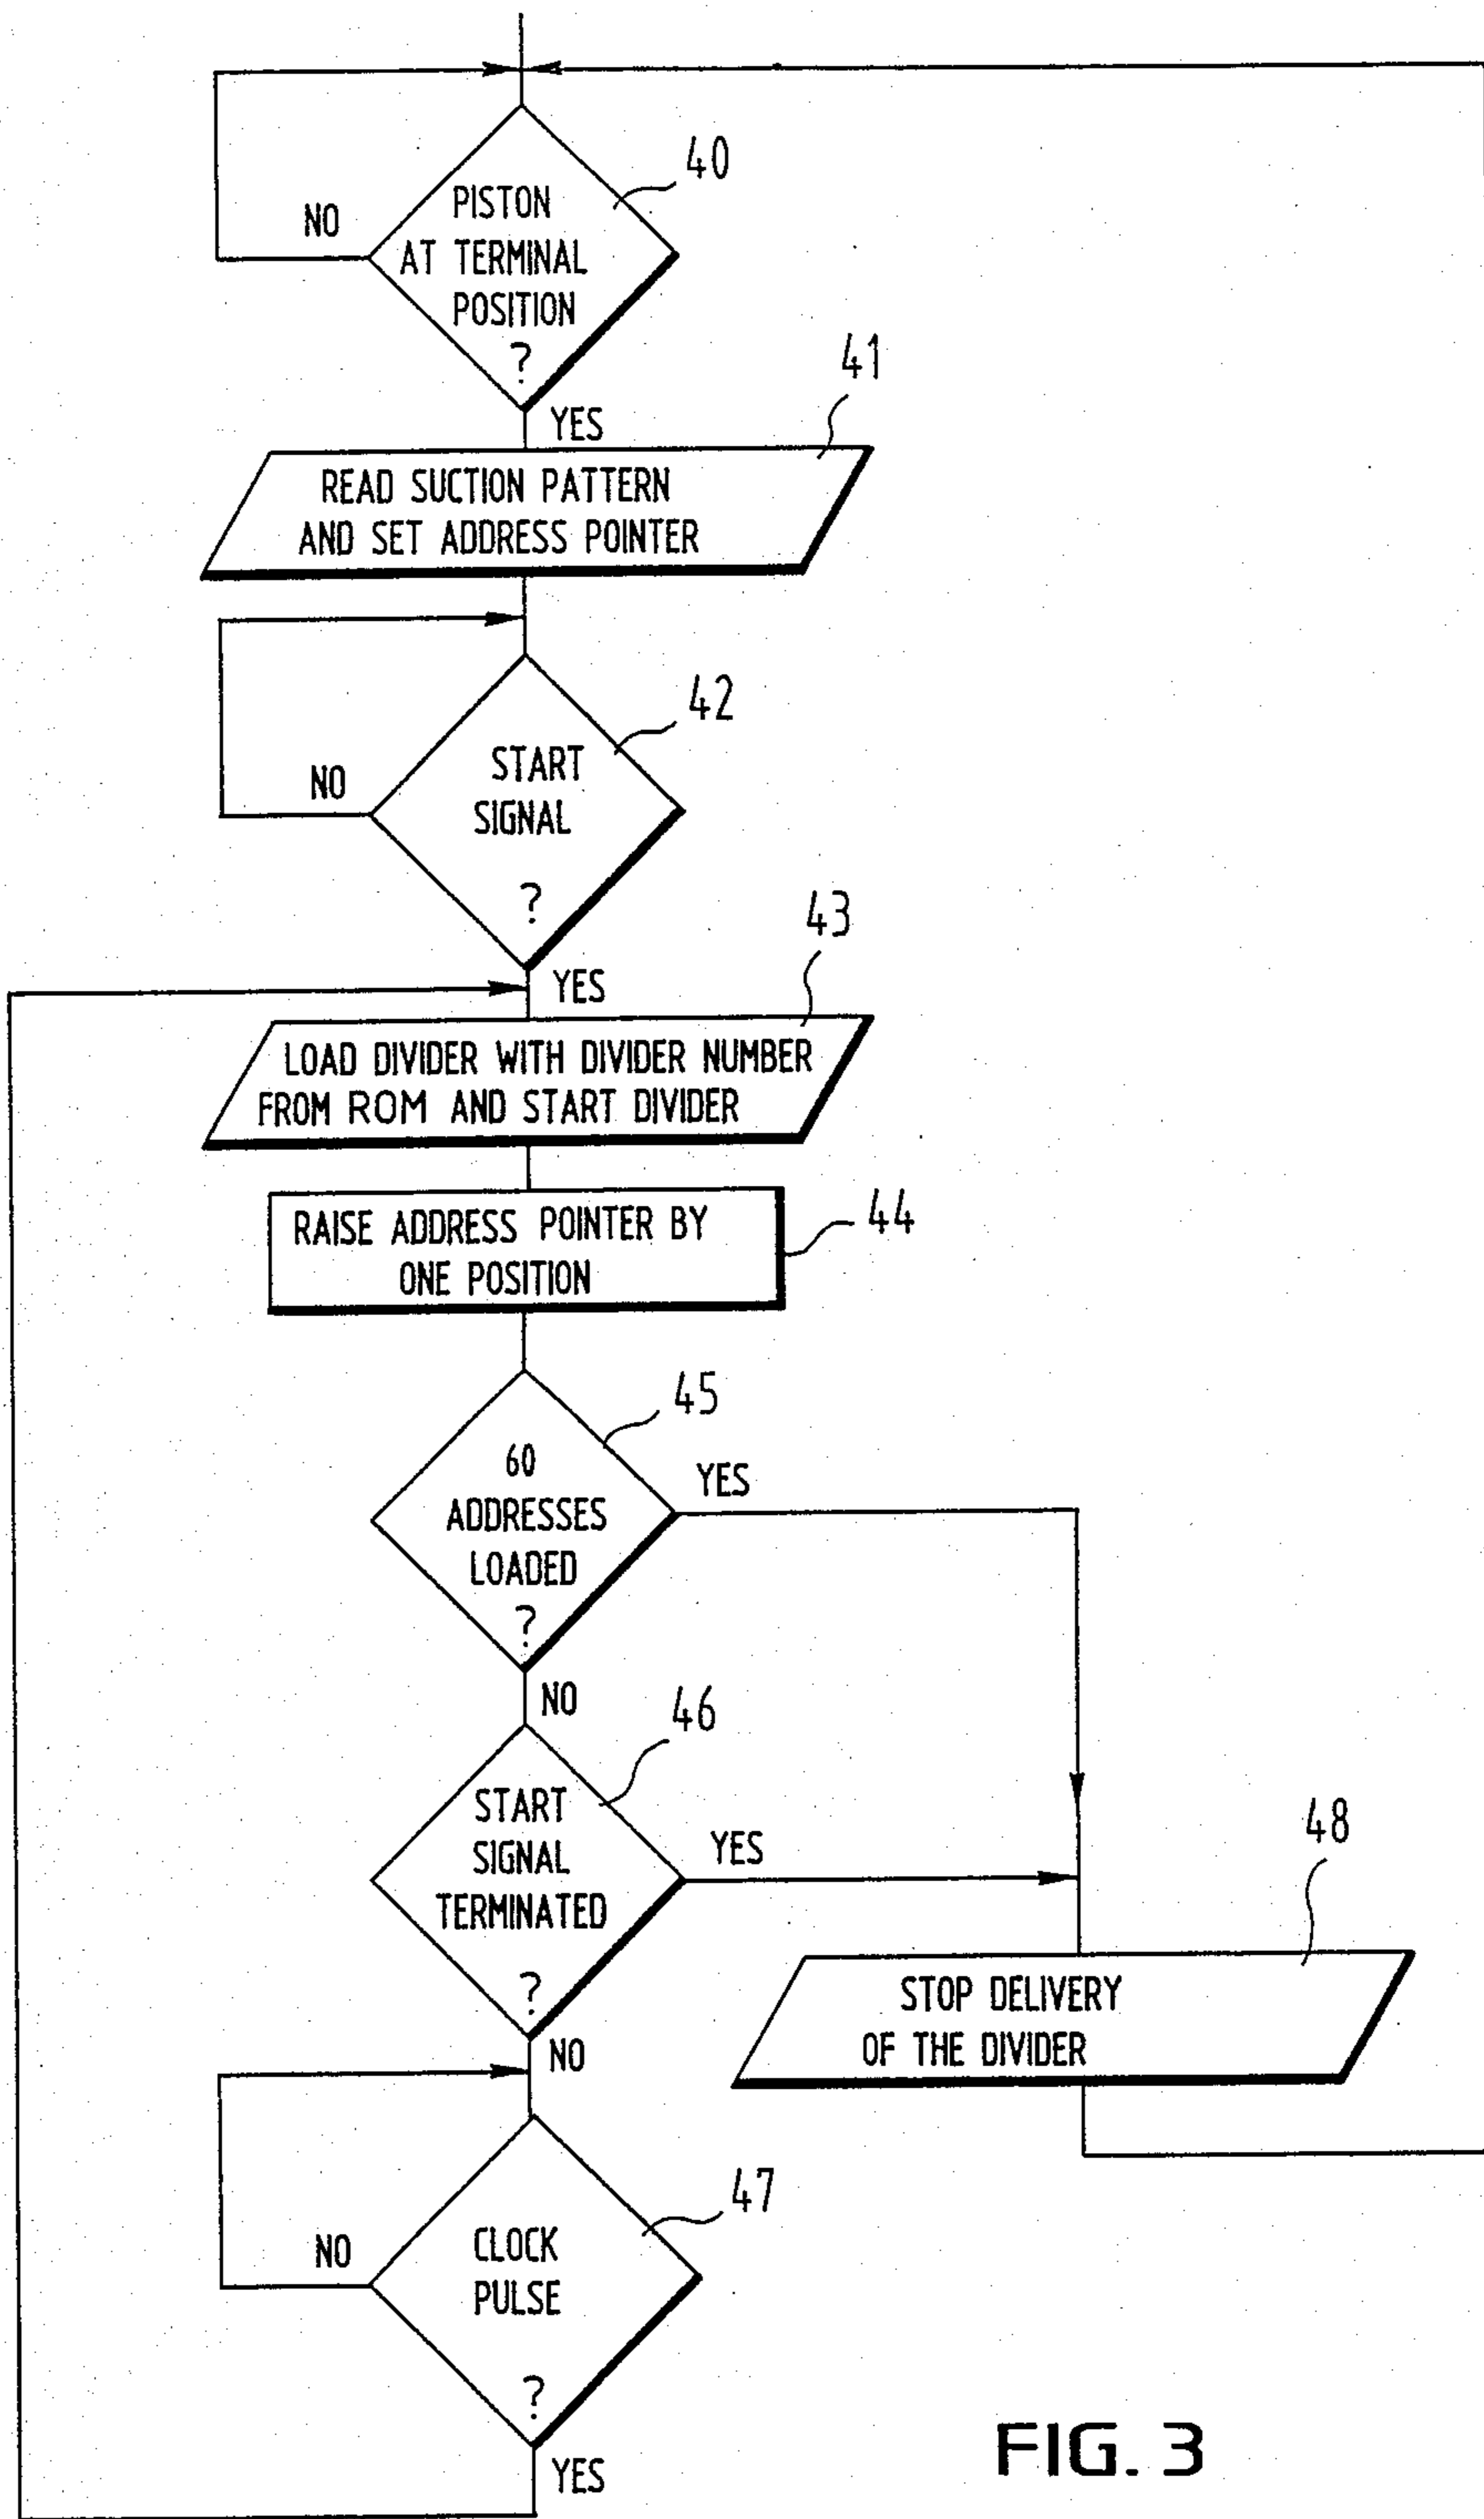 40
PISTON
NO
AT TERMINAL
POSITION
?
41
YES
READ SUCTION PATTERN
AND SET ADDRESS POINTER
42
START
NO
SIGNAL
?
43
YES
LOAD DIVIDER WITH DIVIDER NUMBER
FROM ROM AND START DIVIDER
44
RAISE ADDRESS POINTER BY
ONE POSITION
45
60
YES
ADDRESSES
LOADED
?
NO
46
START
YES
SIGNAL
TERMINATED
48
?
STOP DELIVERY
OF THE DIVIDER
NO
47
CLOCK
NO
PULSE
?
YES
FIG. 3